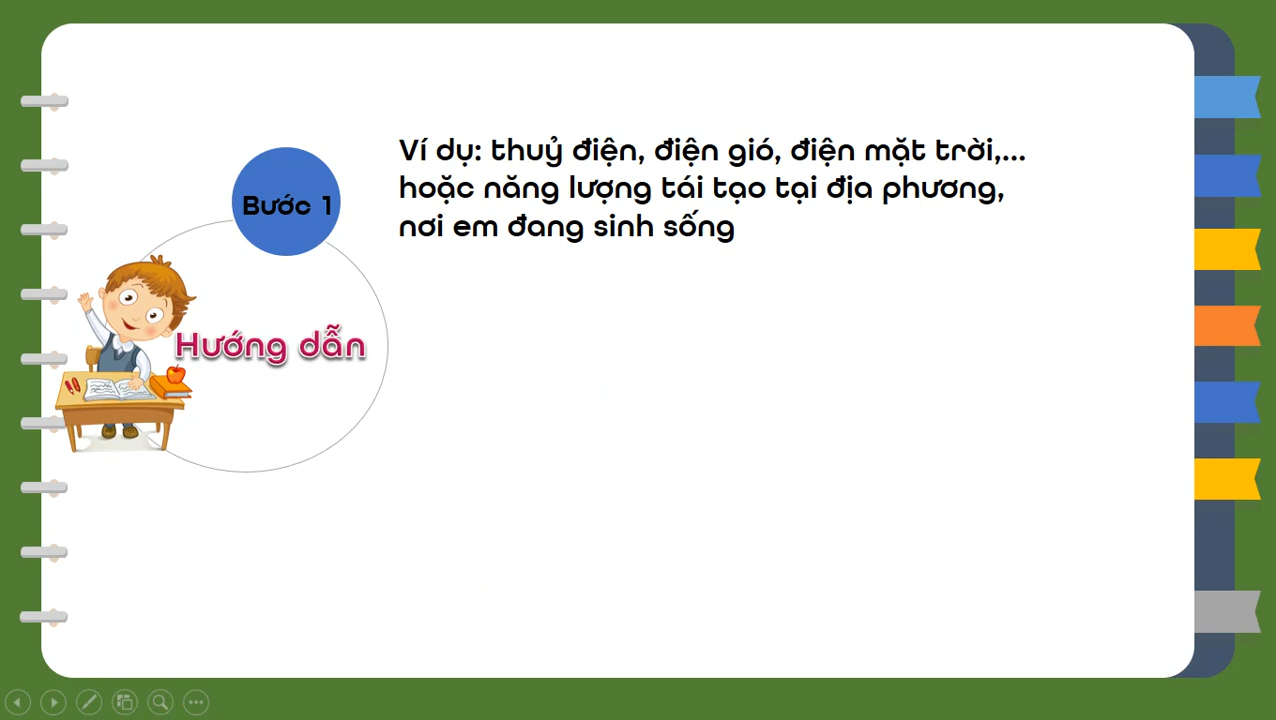 Ví dụ: thuỷ điện, điện gió, điện mặt trời,...
hoặc năng lượng tái tạo tại địa phương,
nơi em đang sinh sống
Bước 1
Hướng dẫn